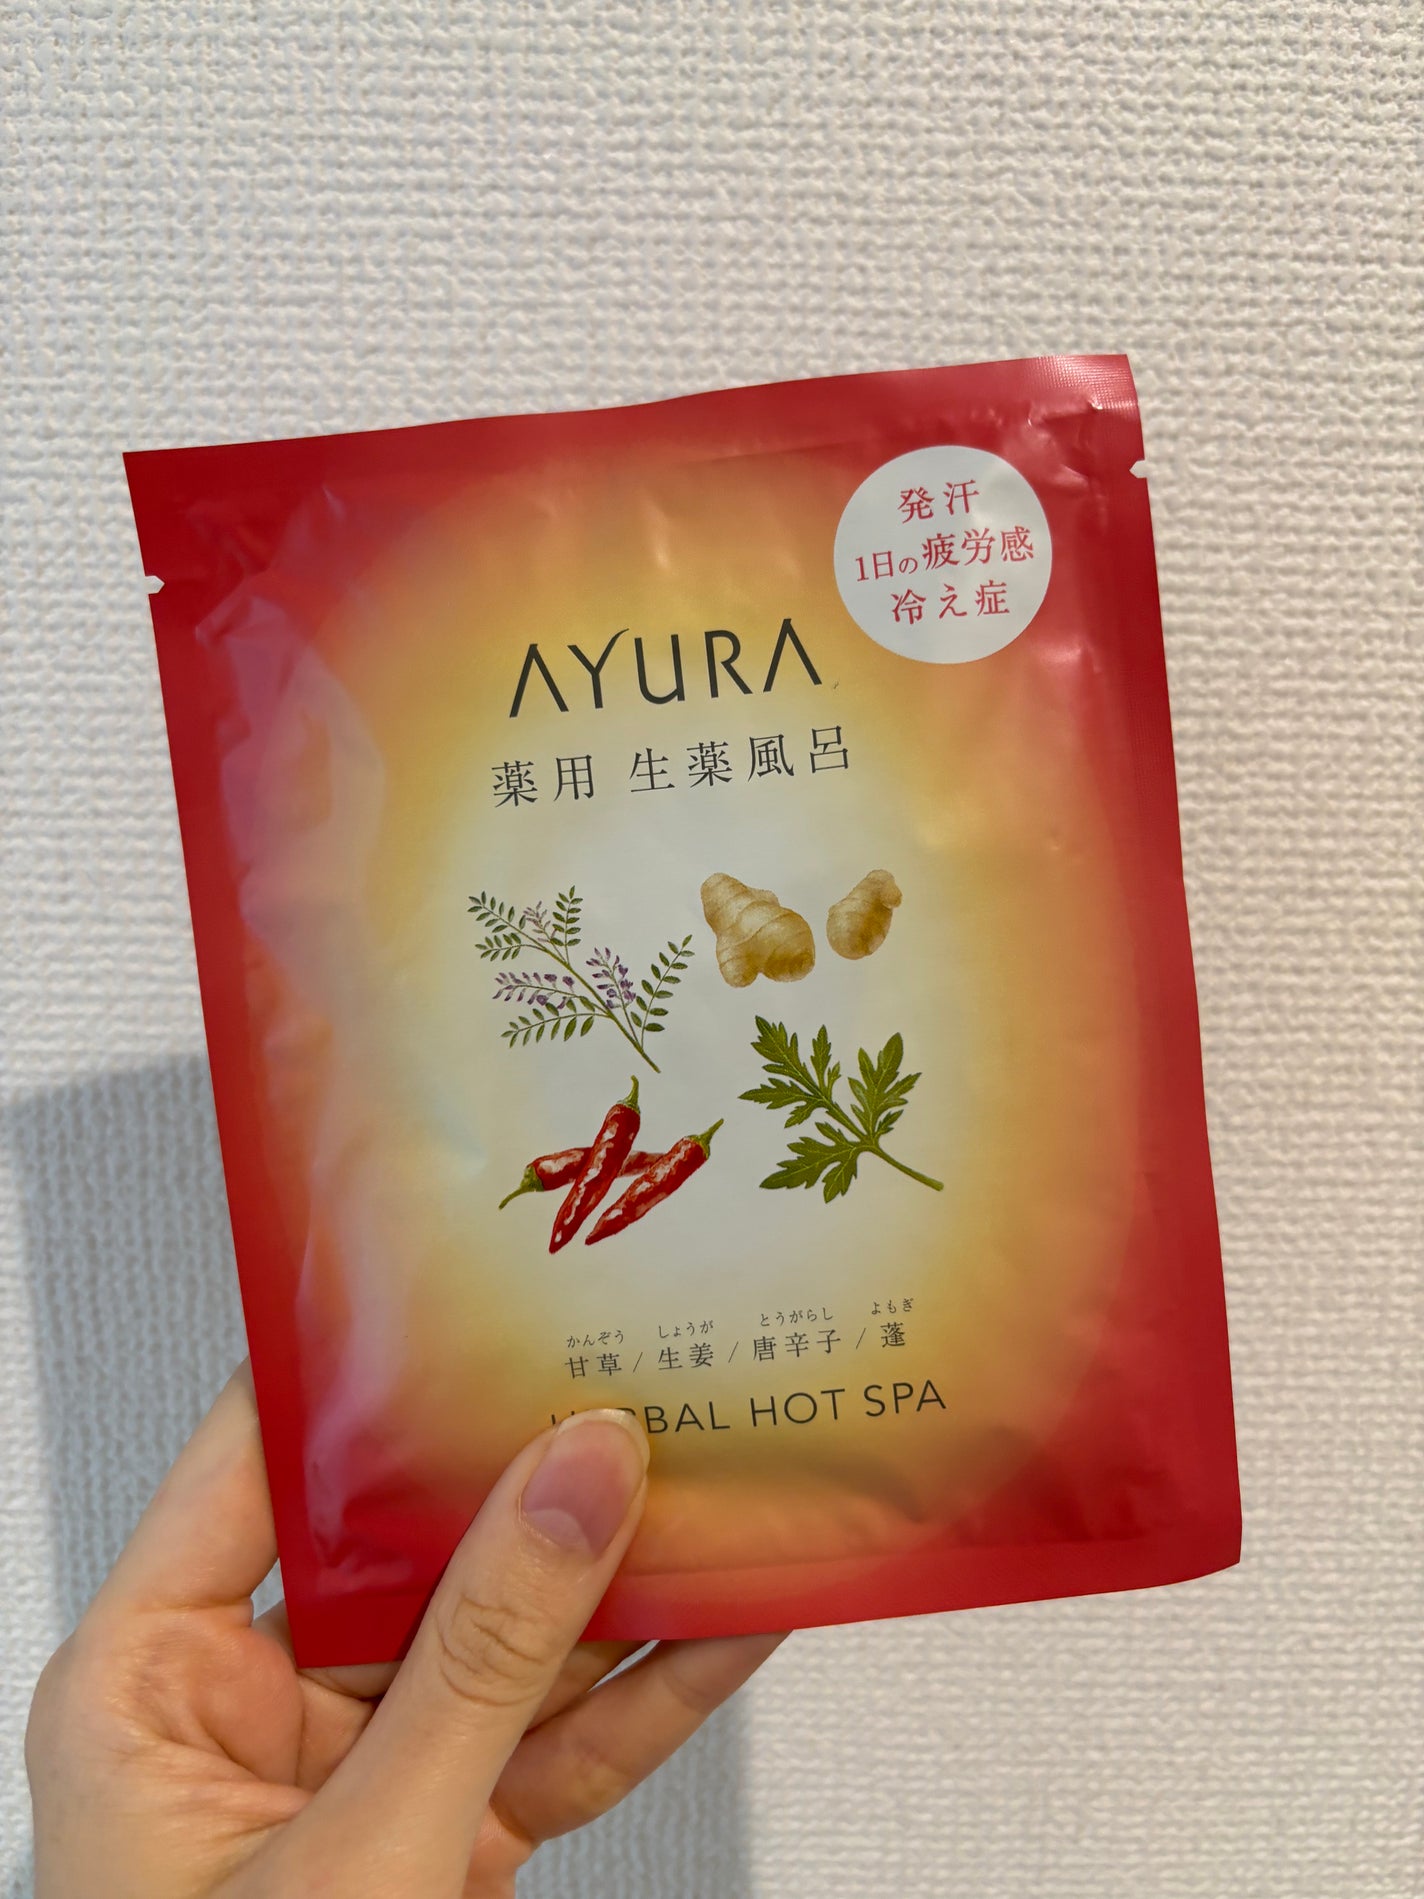 発汗
1日の疲労感
冷え症
AYURA
薬用 生薬風呂
かんぞう しょうが とうがらし よもぎ
甘草 / 生姜 / 唐辛子 / 蓬
HERBAL HOT SPA